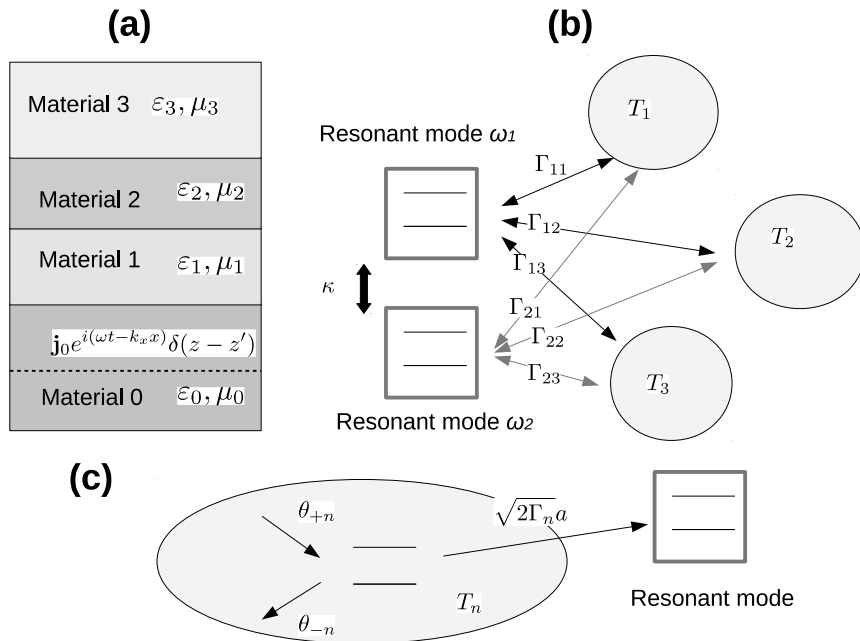 (a)
Material 3 ε₃, μ₃
Material 2 ε₂, μ₂
Material 1 ε₁, μ₁
j₀e^{i(ωt−kₓx)}δ(z − z′)
Material 0 ε₀, μ₀
(b)
Resonant mode ω₁
T₁
Γ₁₁
Γ₁₂
T₂
Γ₁₃
κ
Γ₂₁
Γ₂₂
Γ₂₃
T₃
Resonant mode ω₂
(c)
θ₊ₙ
√(2Γₙ)a
Tₙ
θ₋ₙ
Resonant mode